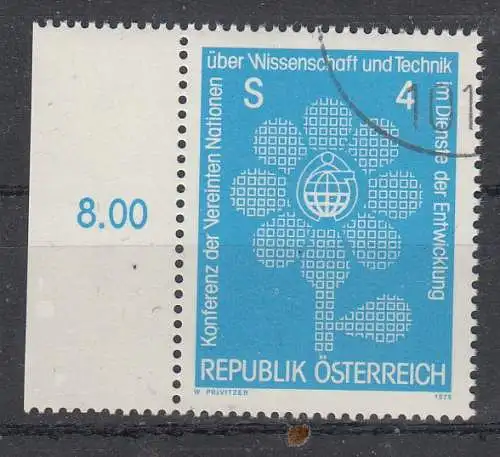 Konferenz der Vereinten Nationen
über Wissenschaft und Technik
im Dienste der Entwicklung
S 4
101
8.00
REPUBLIK ÖSTERREICH
W. PRIVITZER 1979